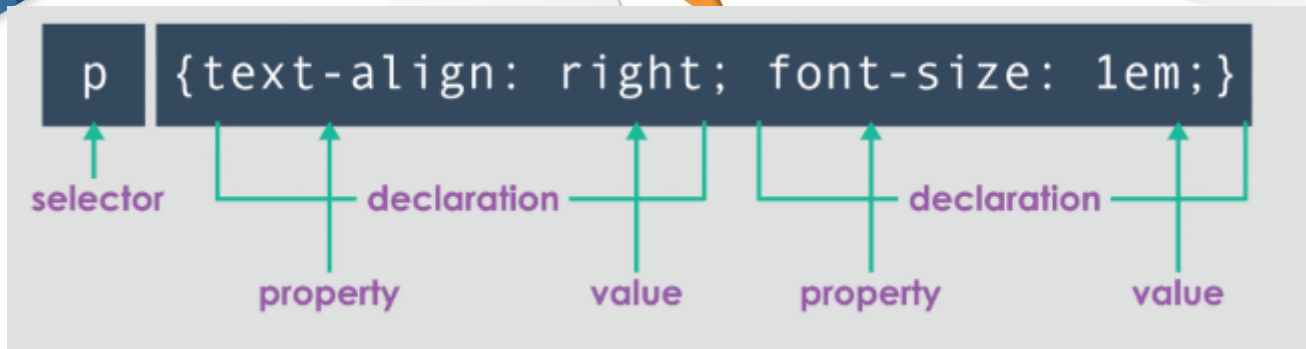 p {text-align: right; font-size: 1em;}
selector declaration declaration
property value property value